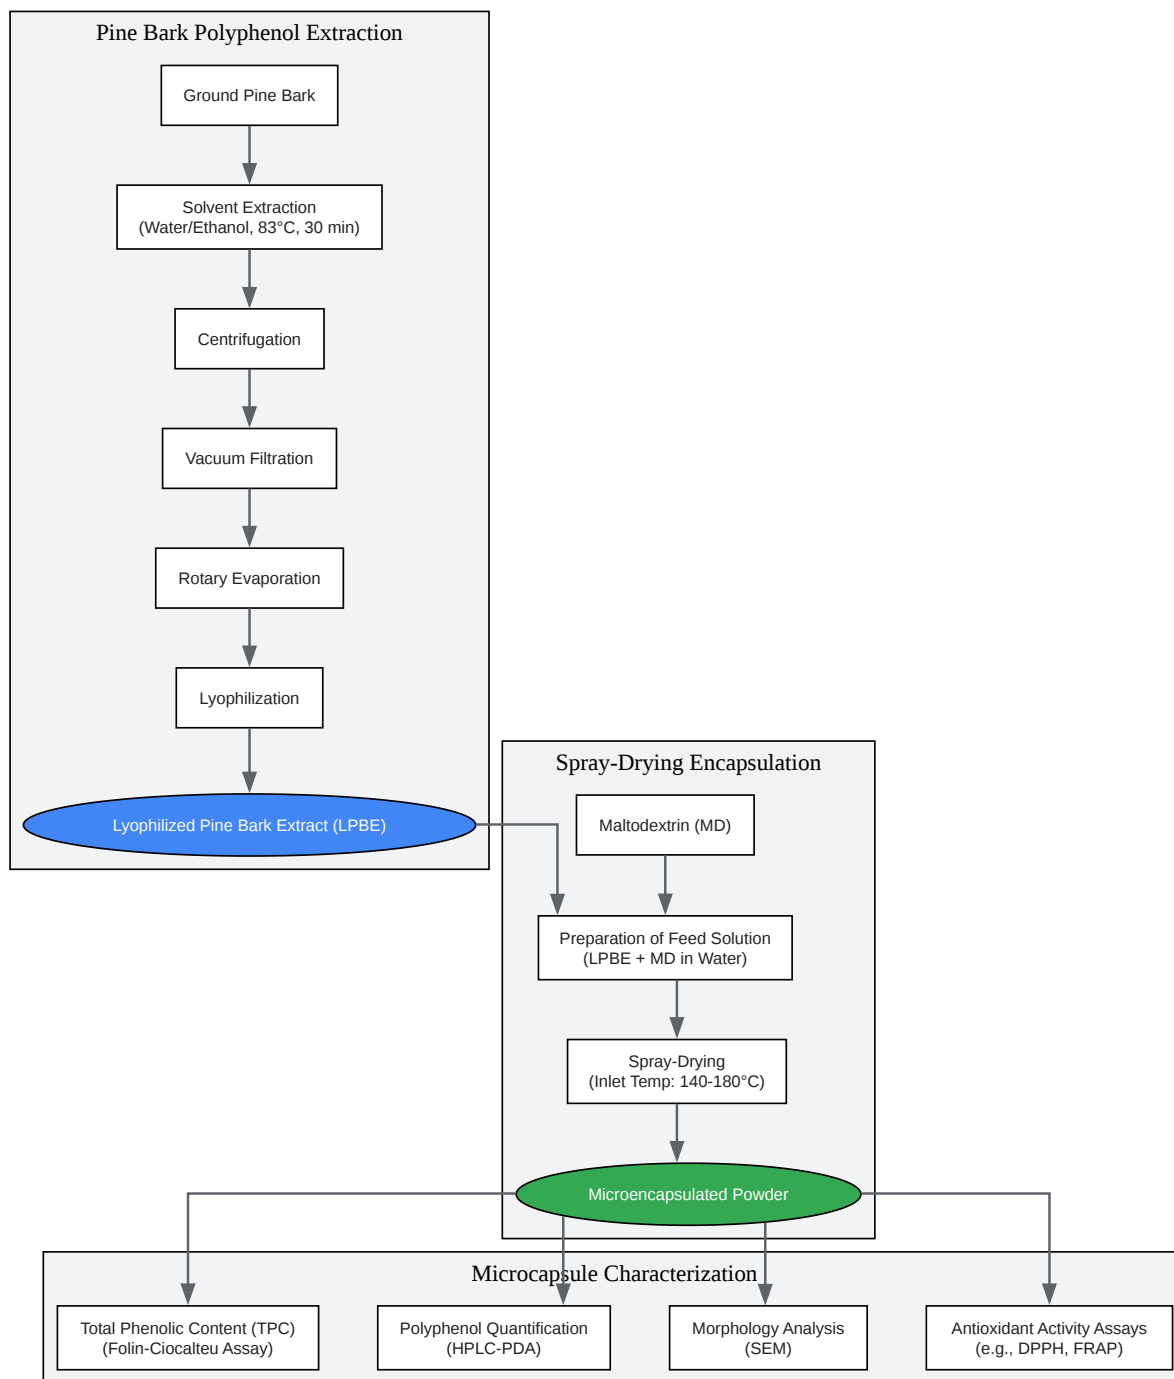 Pine Bark Polyphenol Extraction
Ground Pine Bark
Solvent Extraction
(Water/Ethanol, 83°C, 30 min)
Centrifugation
Vacuum Filtration
Rotary Evaporation
Lyophilization
Lyophilized Pine Bark Extract (LPBE)
Spray-Drying Encapsulation
Maltodextrin (MD)
Preparation of Feed Solution
(LPBE + MD in Water)
Spray-Drying
(Inlet Temp: 140-180°C)
Microencapsulated Powder
Microcapsule Characterization
Total Phenolic Content (TPC)
(Folin-Ciocalteu Assay)
Polyphenol Quantification
(HPLC-PDA)
Morphology Analysis
(SEM)
Antioxidant Activity Assays
(e.g., DPPH, FRAP)